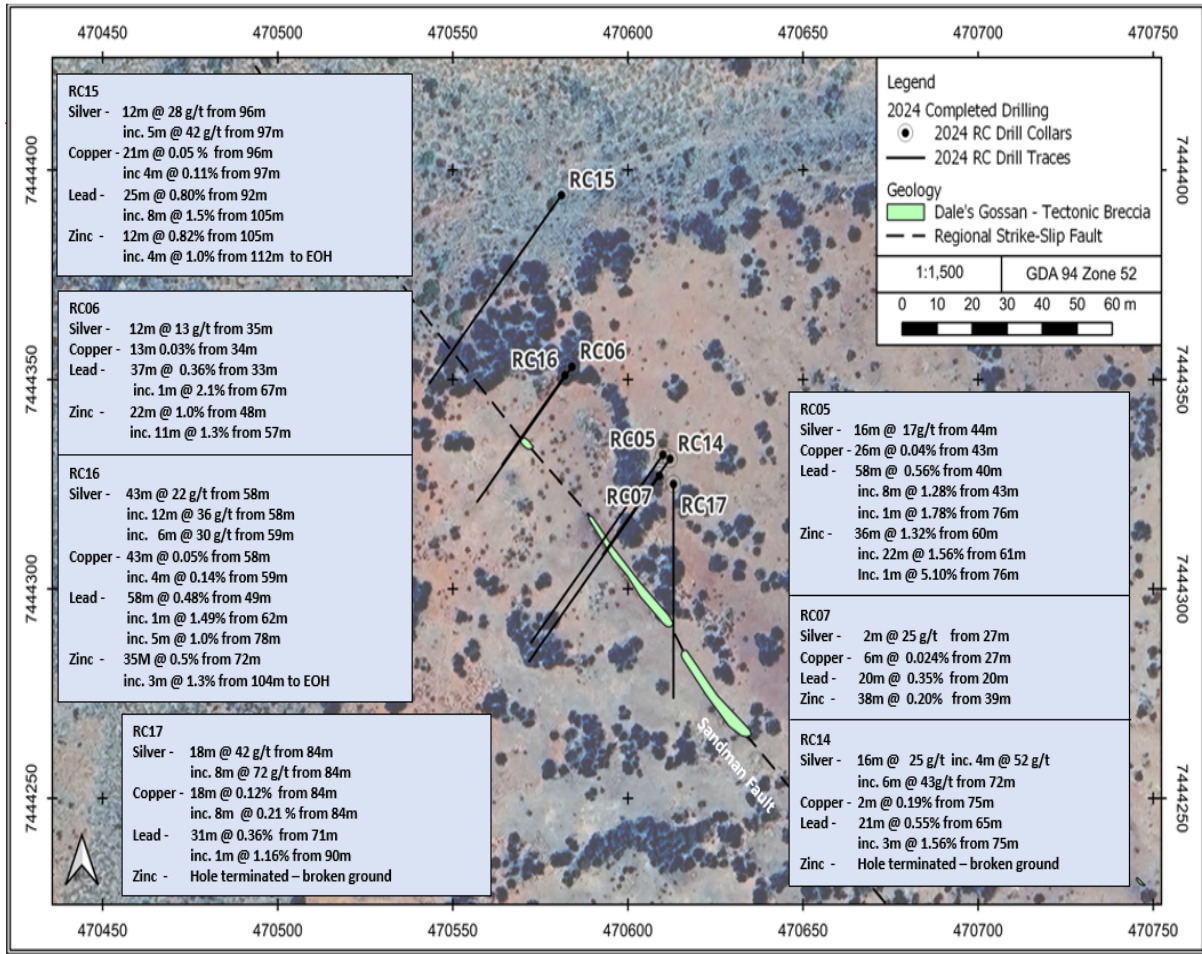 470450 470500 470550 470600 470650 470700 470750
RC15
Silver - 12m @ 28 g/t from 96m
inc. 5m @ 42 g/t from 97m
Copper - 21m @ 0.05 % from 96m
inc 4m @ 0.11% from 97m
Lead - 25m @ 0.80% from 92m
inc. 8m @ 1.5% from 105m
Zinc - 12m @ 0.82% from 105m
inc. 4m @ 1.0% from 112m to EOH
RC06
Silver - 12m @ 13 g/t from 35m
Copper - 13m 0.03% from 34m
Lead - 37m @ 0.36% from 33m
inc. 1m @ 2.1% from 67m
Zinc - 22m @ 1.0% from 48m
inc. 11m @ 1.3% from 57m
RC16
Silver - 43m @ 22 g/t from 58m
inc. 12m @ 36 g/t from 58m
inc. 6m @ 30 g/t from 59m
Copper - 43m @ 0.05% from 58m
inc. 4m @ 0.14% from 59m
Lead - 58m @ 0.48% from 49m
inc. 1m @ 1.49% from 62m
inc. 5m @ 1.0% from 78m
Zinc - 35M @ 0.5% from 72m
inc. 3m @ 1.3% from 104m to EOH
RC17
Silver - 18m @ 42 g/t from 84m
inc. 8m @ 72 g/t from 84m
Copper - 18m @ 0.12% from 84m
inc. 8m @ 0.21 % from 84m
Lead - 31m @ 0.36% from 71m
inc. 1m @ 1.16% from 90m
Zinc - Hole terminated – broken ground
7444400
7444350
7444300
7444250
RC15
RC16
RC06
RC05
RC14
RC07
RC17
Sandman Fault
Legend
2024 Completed Drilling
2024 RC Drill Collars
2024 RC Drill Traces
Geology
Dale's Gossan - Tectonic Breccia
Regional Strike-Slip Fault
1:1,500 GDA 94 Zone 52
0 10 20 30 40 50 60 m
RC05
Silver - 16m @ 17g/t from 44m
Copper - 26m @ 0.04% from 43m
Lead - 58m @ 0.56% from 40m
inc. 8m @ 1.28% from 43m
inc. 1m @ 1.78% from 76m
Zinc - 36m @ 1.32% from 60m
inc. 22m @ 1.56% from 61m
Inc. 1m @ 5.10% from 76m
RC07
Silver - 2m @ 25 g/t from 27m
Copper - 6m @ 0.024% from 27m
Lead - 20m @ 0.35% from 20m
Zinc - 38m @ 0.20% from 39m
RC14
Silver - 16m @ 25 g/t inc. 4m @ 52 g/t
inc. 6m @ 43g/t from 72m
Copper - 2m @ 0.19% from 75m
Lead - 21m @ 0.55% from 65m
inc. 3m @ 1.56% from 75m
Zinc - Hole terminated – broken ground
7444400
7444350
7444300
7444250
470450 470500 470550 470600 470650 470700 470750